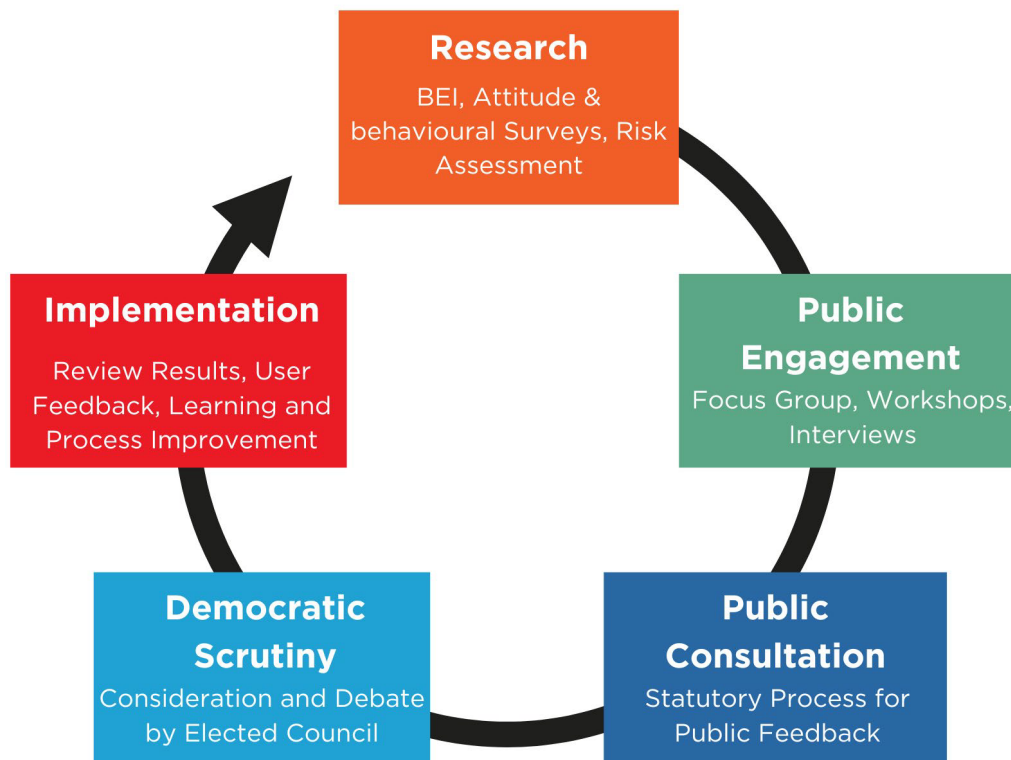 Research
BEI, Attitude &
behavioural Surveys, Risk
Assessment
Public
Engagement
Focus Group, Workshops,
Interviews
Public
Consultation
Statutory Process for
Public Feedback
Democratic
Scrutiny
Consideration and Debate
by Elected Council
Implementation
Review Results, User
Feedback, Learning and
Process Improvement